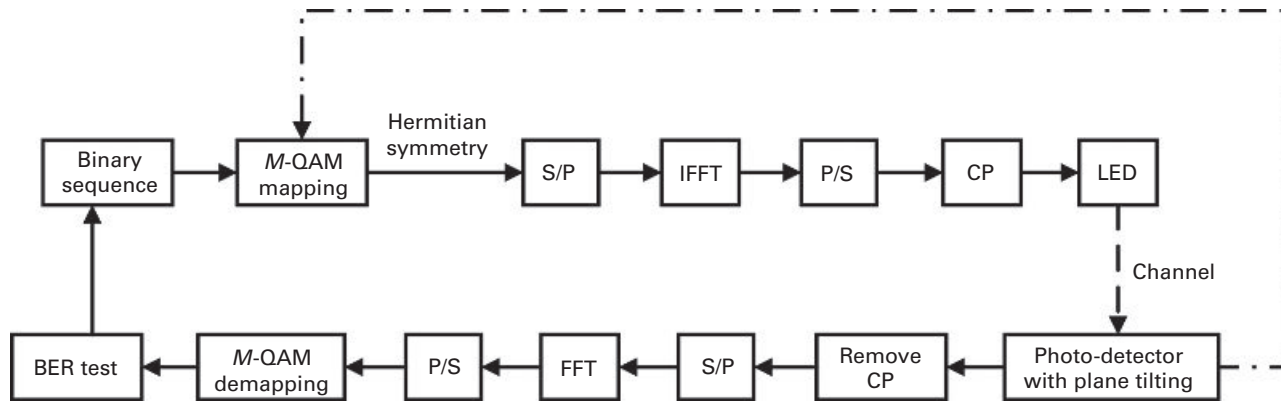 Hermitian
symmetry
Binary
sequence
M-QAM
mapping
S/P
IFFT
P/S
CP
LED
Channel
BER test
M-QAM
demapping
P/S
FFT
S/P
Remove
CP
Photo-detector
with plane tilting